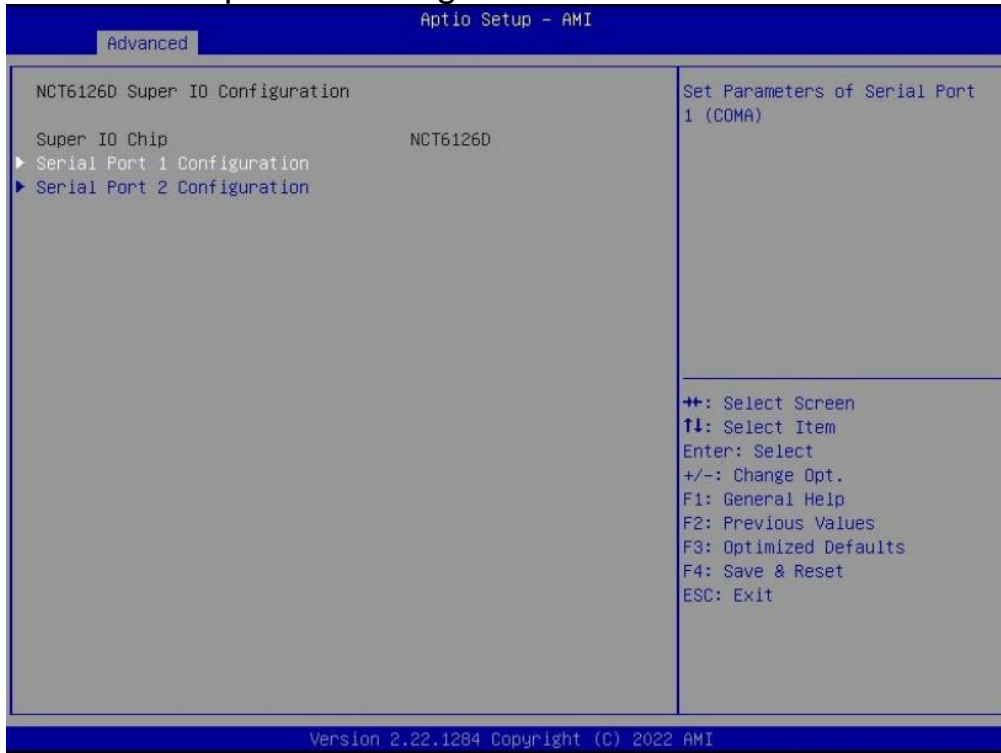 Aptio Setup - AMI
Advanced
NCT6126D Super IO Configuration
Super IO Chip NCT6126D
Serial Port 1 Configuration
Serial Port 2 Configuration
Set Parameters of Serial Port
1 (COMA)
→←: Select Screen
↑↓: Select Item
Enter: Select
+/-: Change Opt.
F1: General Help
F2: Previous Values
F3: Optimized Defaults
F4: Save & Reset
ESC: Exit
Version 2.22.1284 Copyright (C) 2022 AMI